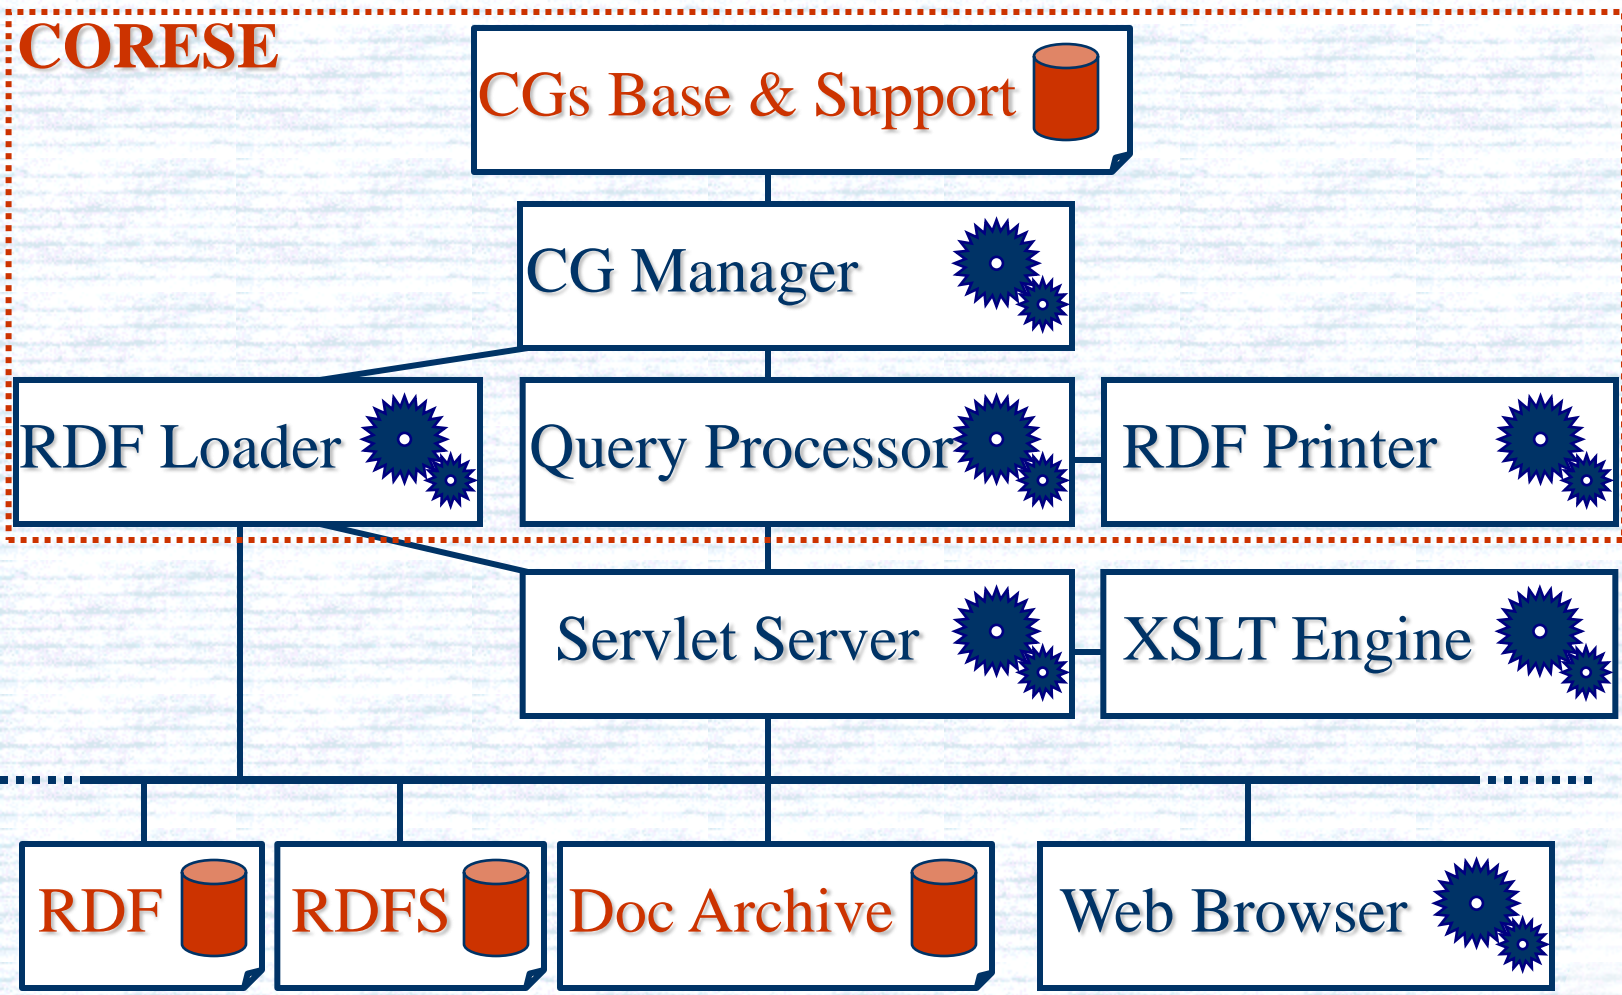 CORESE
CGs Base & Support
CG Manager
RDF Loader
Query Processor
RDF Printer
Servlet Server
XSLT Engine
RDF
RDFS
Doc Archive
Web Browser